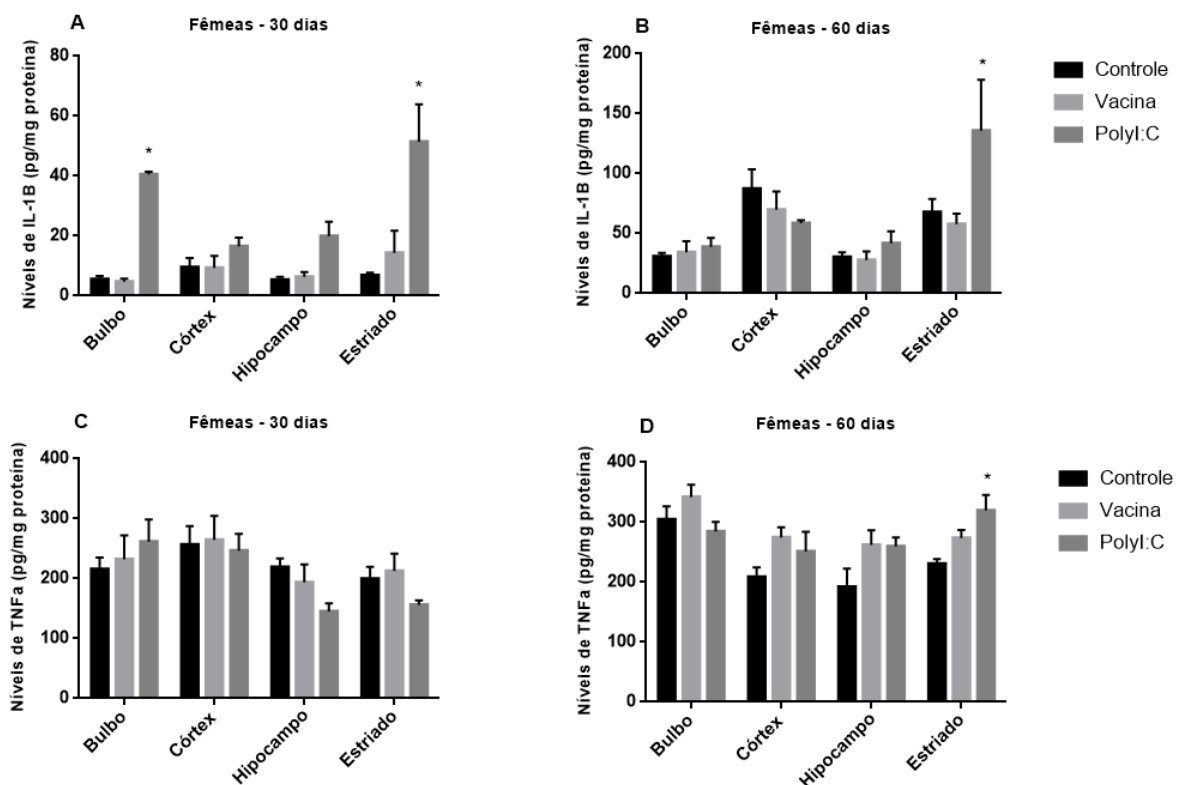 A
Fêmeas - 30 dias
Níveis de IL-1B (pg/mg proteína)
80
60
40
20
0
*
*
Bulbo
Córtex
Hipocampo
Estriado
B
Fêmeas - 60 dias
Níveis de IL-1B (pg/mg proteína)
200
150
100
50
0
*
Bulbo
Córtex
Hipocampo
Estriado
Controle
Vacina
PolyI:C
C
Fêmeas - 30 dias
Níveis de TNFa (pg/mg proteína)
400
300
200
100
0
Bulbo
Córtex
Hipocampo
Estriado
D
Fêmeas - 60 dias
Níveis de TNFa (pg/mg proteína)
400
300
200
100
0
*
Bulbo
Córtex
Hipocampo
Estriado
Controle
Vacina
PolyI:C